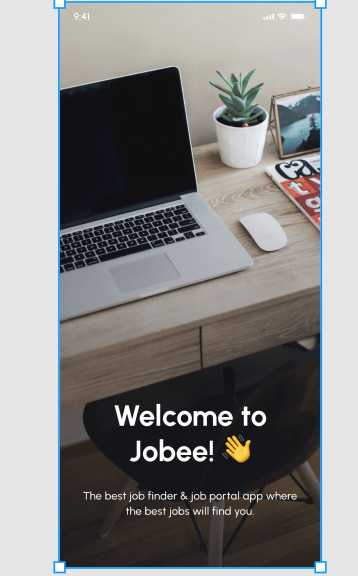 9:41
Welcome to
Jobee! 👋
The best job finder & job portal app where
the best jobs will find you.